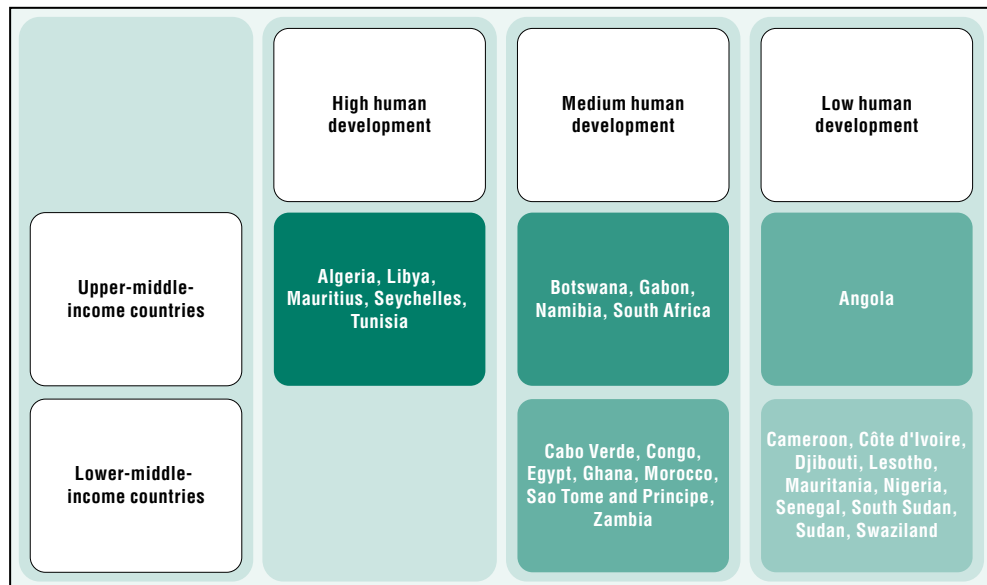 High human
development
Medium human
development
Low human
development
Upper-middle-
income countries
Algeria, Libya,
Mauritius, Seychelles,
Tunisia
Botswana, Gabon,
Namibia, South Africa
Angola
Lower-middle-
income countries
Cabo Verde, Congo,
Egypt, Ghana, Morocco,
Sao Tome and Principe,
Zambia
Cameroon, Côte d'Ivoire,
Djibouti, Lesotho,
Mauritania, Nigeria,
Senegal, South Sudan,
Sudan, Swaziland